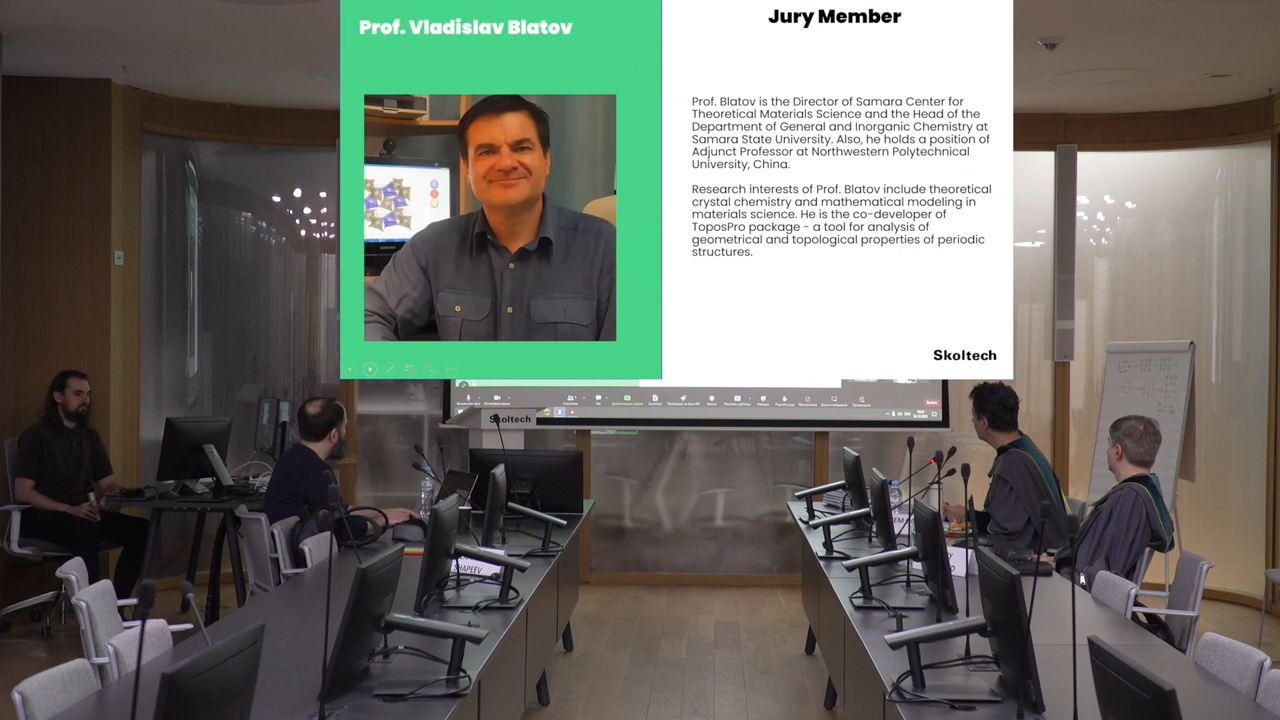 Prof. Vladislav Blatov
Jury Member
Prof. Blatov is the Director of Samara Center for
Theoretical Materials Science and the Head of the
Department of General and Inorganic Chemistry at
Samara State University. Also, he holds a position of
Adjunct Professor at Northwestern Polytechnical
University, China.
Research interests of Prof. Blatov include theoretical
crystal chemistry and mathematical modeling in
materials science. He is the co-developer of
ToposPro package - a tool for analysis of
geometrical and topological properties of periodic
structures.
Skoltech
Skoltech
SHAPEEV